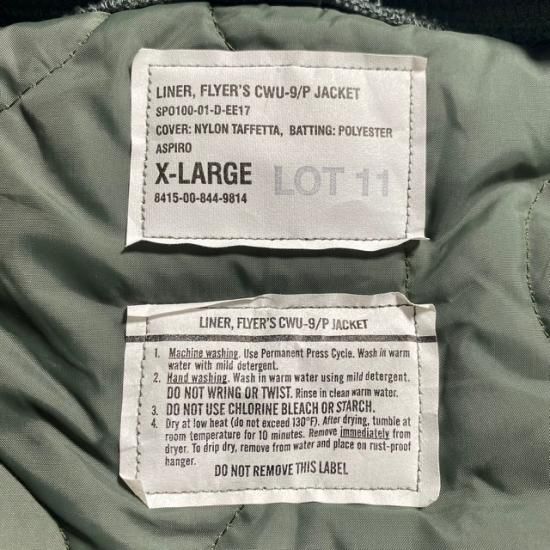 LINER, FLYER'S CWU-9/P JACKET
SPO100-01-D-EE17
COVER: NYLON TAFFETTA, BATTING: POLYESTER
ASPIRO
X-LARGE LOT 11
8415-00-844-9814
LINER, FLYER'S CWU-9/P JACKET
1. Machine washing. Use Permanent Press Cycle. Wash in warm
water with mild detergent.
2. Hand washing. Wash in warm water using mild detergent.
DO NOT WRING OR TWIST. Rinse in clean warm water.
3. DO NOT USE CHLORINE BLEACH OR STARCH.
4. Dry at low heat (do not exceed 130°F). After drying, tumble at
room temperature for 10 minutes. Remove immediately from
dryer. To drip dry, remove from water and place on rust-proof
hanger.
DO NOT REMOVE THIS LABEL